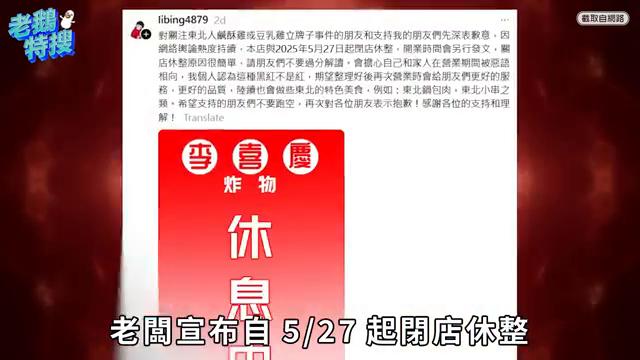 老鵝
特搜
截取自網路
libing4879 2d
對關注東北人鹹酥雞或豆乳雞立牌子事件的朋友和支持我的朋友們先深表歉意，因
網絡輿論熱度持續，本店與2025年5月27日起閉店休整，開業時間會另行發文，關
店休整原因很簡單，請朋友們不要過分解讀。會擔心自己和家人在營業期間被惡語
相向，我個人認為這種黑紅不是紅，期望整理好後再次營業時會給朋友們更好的服
務，更好的品質，陸續也會做些東北的特色美食，例如：東北鍋包肉，東北小串之
類。希望支持的朋友們不要跑空，再次對各位朋友表示抱歉！感謝各位的支持和理
解！ Translate
李喜慶
炸物
休
息
老闆宣布自 5/27 起閉店休整